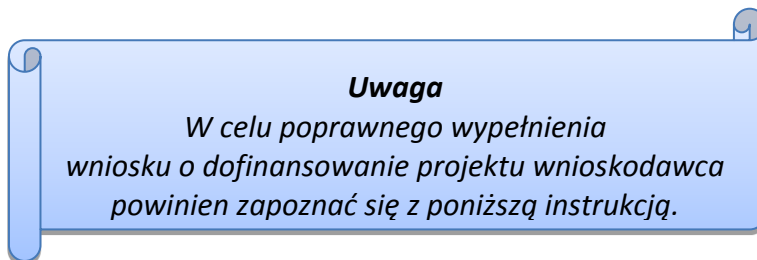 Uwaga
W celu poprawnego wypełnienia
wniosku o dofinansowanie projektu wnioskodawca
powinien zapoznać się z poniższą instrukcją.